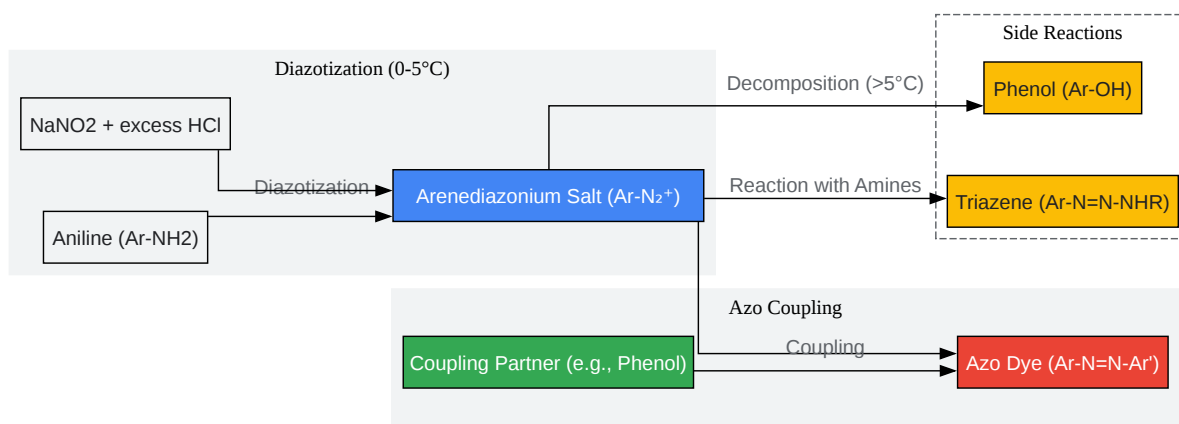 Side Reactions
Diazotization (0-5°C)
Decomposition (>5°C)
Phenol (Ar-OH)
NaNO2 + excess HCl
Diazotization
Arenediazonium Salt (Ar-N₂⁺)
Reaction with Amines
Triazene (Ar-N=N-NHR)
Aniline (Ar-NH2)
Azo Coupling
Coupling Partner (e.g., Phenol)
Coupling
Azo Dye (Ar-N=N-Ar')